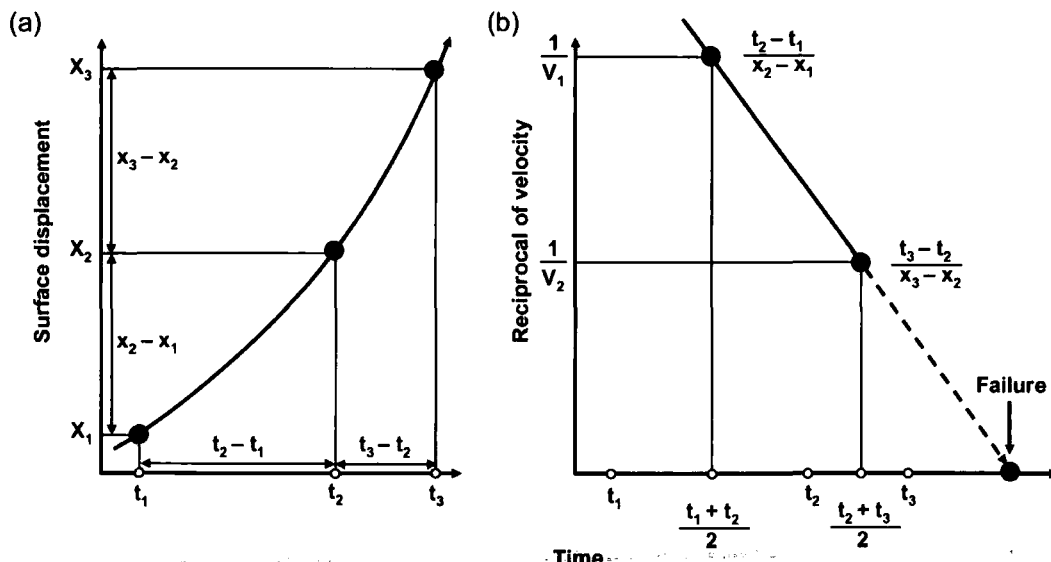 (a)
Surface displacement
X₃
X₂
X₁
x₃ – x₂
x₂ – x₁
t₂ – t₁
t₃ – t₂
t₁
t₂
t₃
(b)
Reciprocal of velocity
1
V₁
1
V₂
t₂ – t₁
x₂ – x₁
t₃ – t₂
x₃ – x₂
Failure
t₁
t₂
t₃
t₁ + t₂
2
t₂ + t₃
2
Time